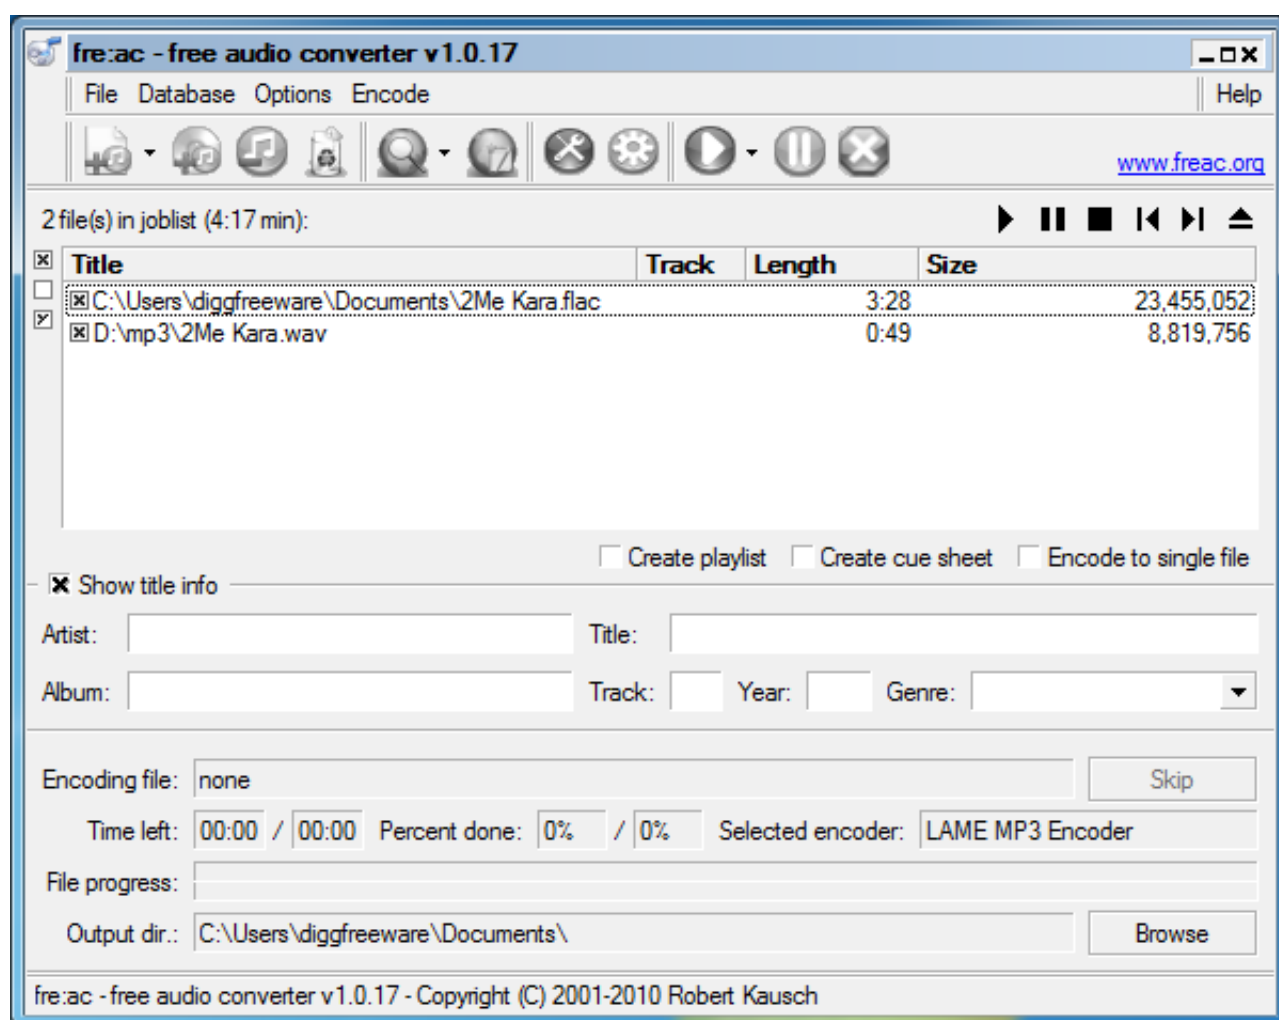 fre:ac - free audio converter v1.0.17
File Database Options Encode Help
www.freac.org
2 file(s) in joblist (4:17 min):
Title Track Length Size
C:\Users\diggfreeware\Documents\2Me Kara.flac 3:28 23,455,052
D:\mp3\2Me Kara.wav 0:49 8,819,756
Create playlist Create cue sheet Encode to single file
Show title info
Artist: Title:
Album: Track: Year: Genre:
Encoding file: none Skip
Time left: 00:00 / 00:00 Percent done: 0% / 0% Selected encoder: LAME MP3 Encoder
File progress:
Output dir.: C:\Users\diggfreeware\Documents\ Browse
fre:ac - free audio converter v1.0.17 - Copyright (C) 2001-2010 Robert Kausch